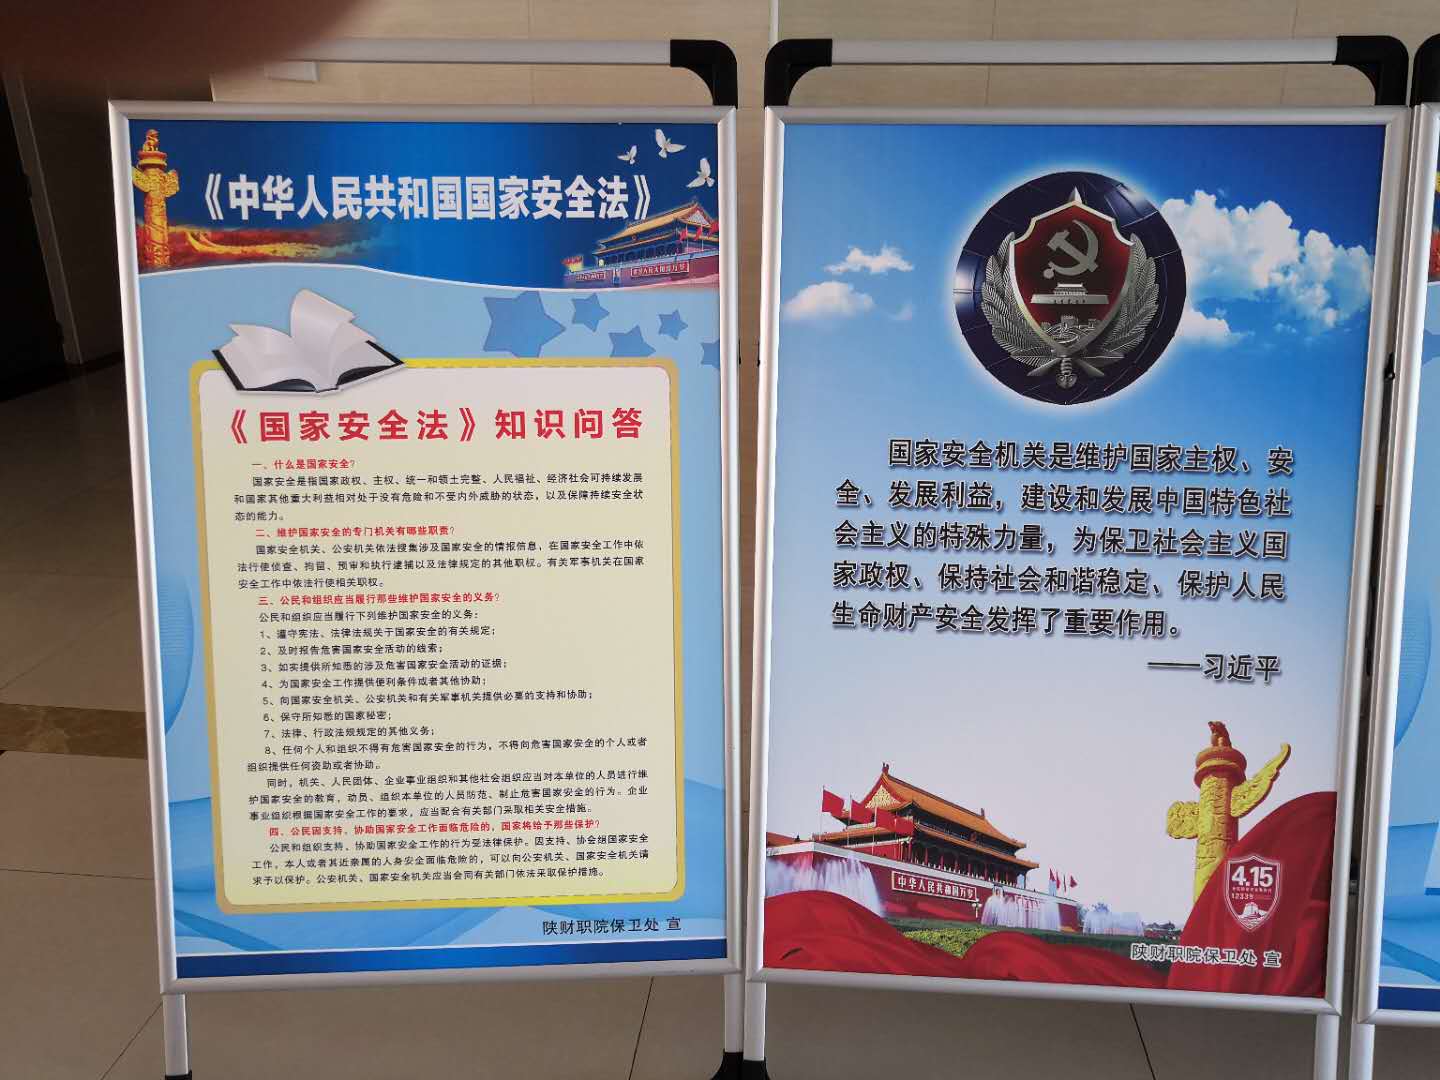 《中华人民共和国国家安全法》
《国家安全法》知识问答
一、什么是国家安全?
国家安全是指国家政权、主权、统一和领土完整、人民福祉、经济社会可持续发展
和国家其他重大利益相对处于没有危险和不受内外威胁的状态，以及保障持续安全状
态的能力。
二、维护国家安全的专门机关有哪些职责?
国家安全机关、公安机关依法搜集涉及国家安全的情报信息，在国家安全工作中依
法行使侦查、拘留、预审和执行逮捕以及法律规定的其他职权。有关军事机关在国家
安全工作中依法行使相关职权。
三、公民和组织应当履行那些维护国家安全的义务?
公民和组织应当履行下列维护国家安全的义务:
1、遵守宪法、法律法规关于国家安全的有关规定;
2、及时报告危害国家安全活动的线索;
3、如实提供所知悉的涉及危害国家安全活动的证据;
4、为国家安全工作提供便利条件或者其他协助;
5、向国家安全机关、公安机关和有关军事机关提供必要的支持和协助;
6、保守所知悉的国家秘密;
7、法律、行政法规规定的其他义务;
8、任何个人和组织不得有危害国家安全的行为，不得向危害国家安全的个人或者
组织提供任何资助或者协助。
同时，机关、人民团体、企业事业组织和其他社会组织应当对本单位的人员进行维
护国家安全的教育，动员、组织本单位的人员防范、制止危害国家安全的行为。企业
事业组织根据国家安全工作的要求，应当配合有关部门采取相关安全措施。
四、公民因支持、协助国家安全工作面临危险的，国家将给予那些保护?
公民和组织支持、协助国家安全工作的行为受法律保护。因支持、协会组国家安全
工作，本人或者其近亲属的人身安全面临危险的，可以向公安机关、国家安全机关请
求予以保护。公安机关、国家安全机关应当会同有关部门依法采取保护措施。
陕财职院保卫处 宣
国家安全机关是维护国家主权、安
全、发展利益，建设和发展中国特色社
会主义的特殊力量，为保卫社会主义国
家政权、保持社会和谐稳定、保护人民
生命财产安全发挥了重要作用。
——习近平
中华人民共和国万岁
4.15
12339
陕财职院保卫处 宣